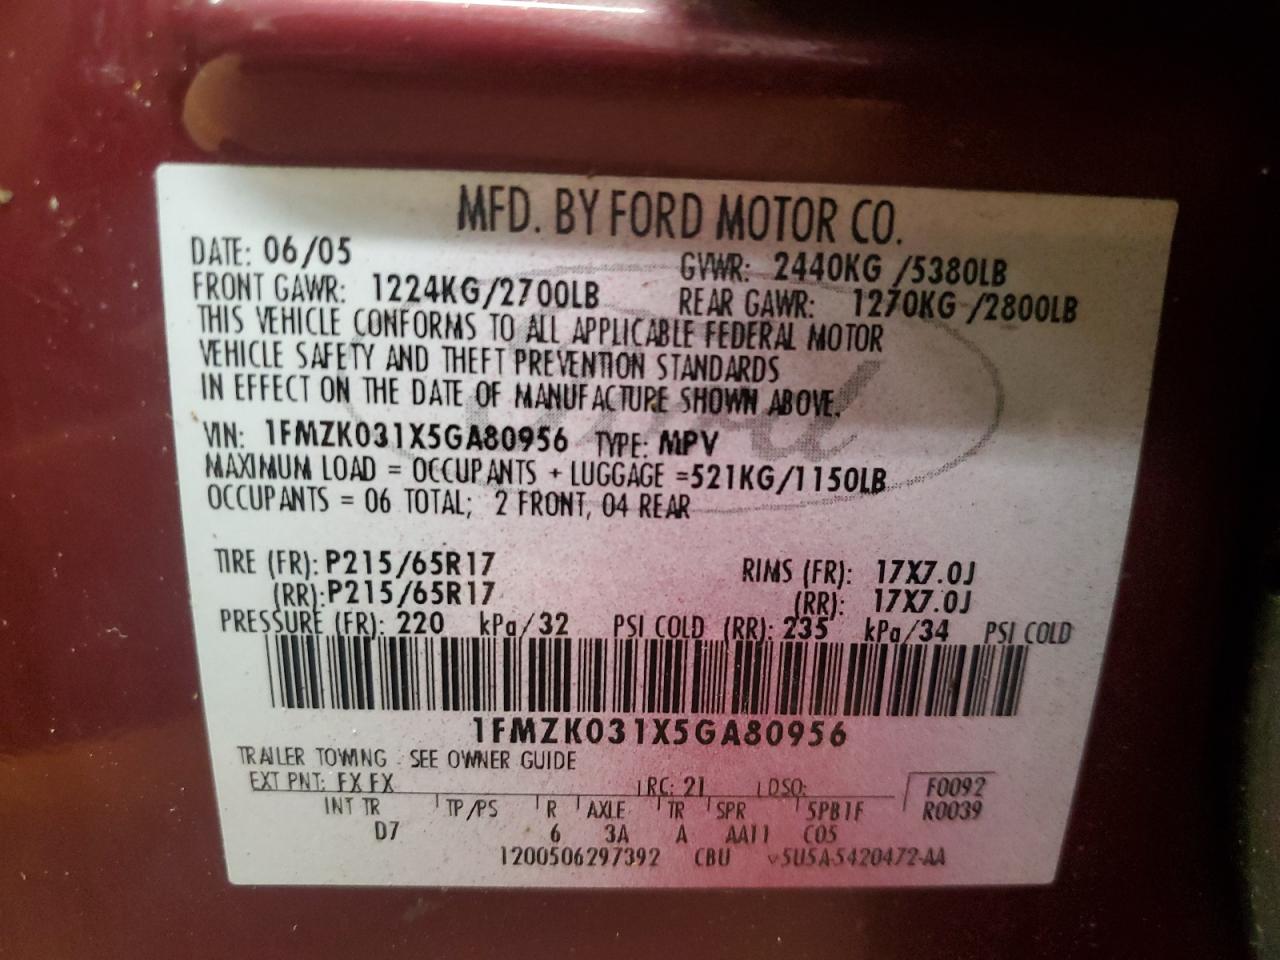 MFD. BY FORD MOTOR CO.
DATE: 06/05 GVWR: 2440KG /5380LB
FRONT GAWR: 1224KG/2700LB REAR GAWR: 1270KG /2800LB
THIS VEHICLE CONFORMS TO ALL APPLICABLE FEDERAL MOTOR
VEHICLE SAFETY AND THEFT PREVENTION STANDARDS
IN EFFECT ON THE DATE OF MANUFACTURE SHOWN ABOVE.
VIN: 1FMZK031X5GA80956 TYPE: MPV
MAXIMUM LOAD = OCCUPANTS + LUGGAGE =521KG/1150LB
OCCUPANTS = 06 TOTAL; 2 FRONT, 04 REAR
TIRE (FR): P215/65R17 RIMS (FR): 17X7.0J
(RR): P215/65R17 (RR): 17X7.0J
PRESSURE (FR): 220 kPa/32 PSI COLD (RR): 235 kPa/34 PSI COLD
1FMZK031X5GA80956
TRAILER TOWING - SEE OWNER GUIDE
EXT PNT: FX FX RC: 21 DSO: F0092
INT TR TP/PS R AXLE TR SPR SPB1F R0039
D7 6 3A A AA11 C05
1200506297392 CBU v5U5A-5420472-AA